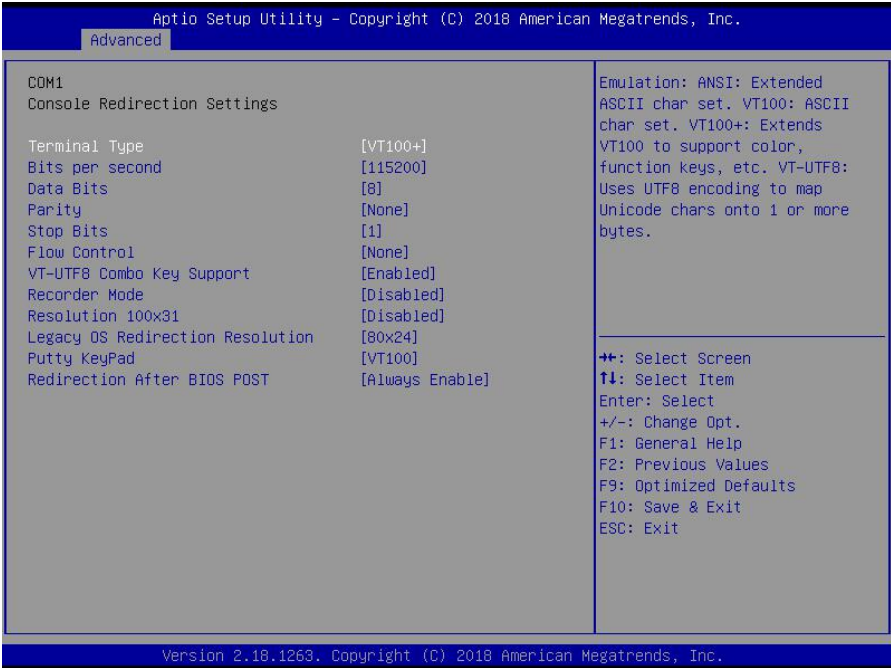 Aptio Setup Utility – Copyright (C) 2018 American Megatrends, Inc.
Advanced
COM1
Console Redirection Settings
Terminal Type [VT100+]
Bits per second [115200]
Data Bits [8]
Parity [None]
Stop Bits [1]
Flow Control [None]
VT-UTF8 Combo Key Support [Enabled]
Recorder Mode [Disabled]
Resolution 100x31 [Disabled]
Legacy OS Redirection Resolution [80x24]
Putty KeyPad [VT100]
Redirection After BIOS POST [Always Enable]
Emulation: ANSI: Extended
ASCII char set. VT100: ASCII
char set. VT100+: Extends
VT100 to support color,
function keys, etc. VT-UTF8:
Uses UTF8 encoding to map
Unicode chars onto 1 or more
bytes.
→←: Select Screen
↑↓: Select Item
Enter: Select
+/-: Change Opt.
F1: General Help
F2: Previous Values
F9: Optimized Defaults
F10: Save & Exit
ESC: Exit
Version 2.18.1263. Copyright (C) 2018 American Megatrends, Inc.